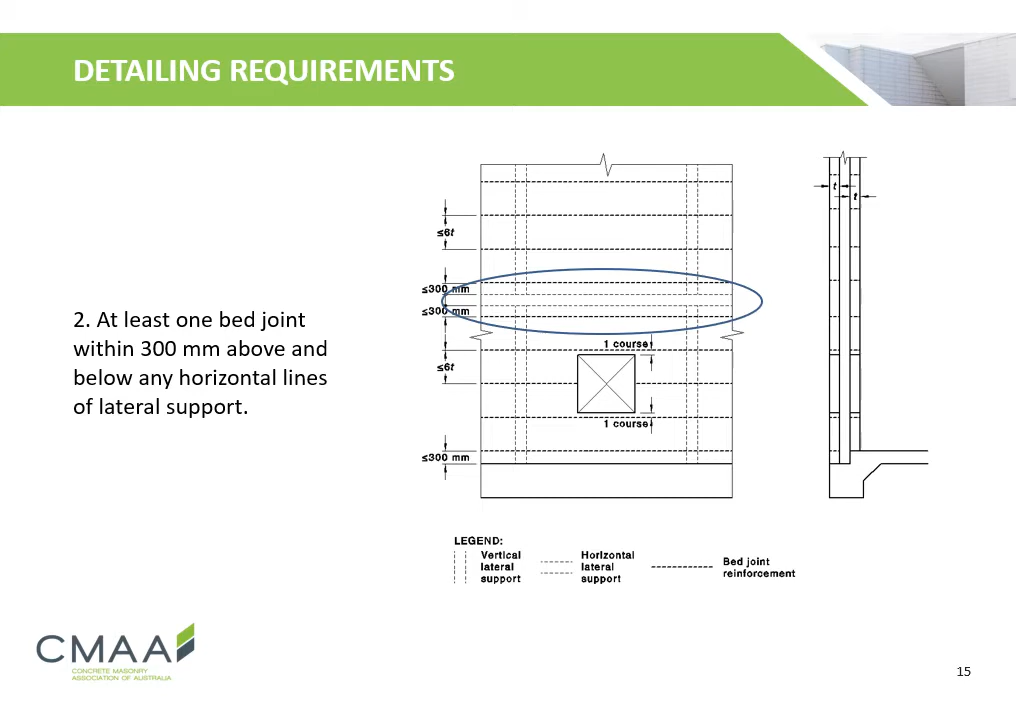 DETAILING REQUIREMENTS
2. At least one bed joint
within 300 mm above and
below any horizontal lines
of lateral support.
≤6t
≤300 mm
≤300 mm
1 course
≤6t
1 course
≤300 mm
t
t
LEGEND:
Vertical
lateral
support
Horizontal
lateral
support
Bed joint
reinforcement
CMAA
CONCRETE MASONRY
ASSOCIATION OF AUSTRALIA
15